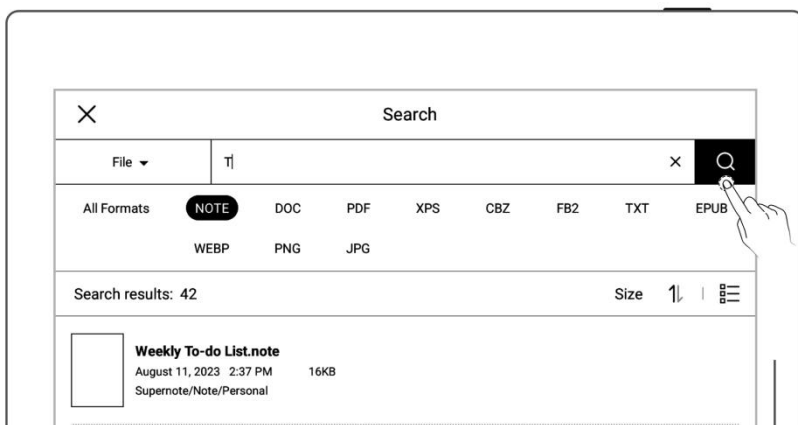 Search
File T
All Formats NOTE DOC PDF XPS CBZ FB2 TXT EPUB
WEBP PNG JPG
Search results: 42 Size
Weekly To-do List.note
August 11, 2023 2:37 PM 16KB
Supernote/Note/Personal